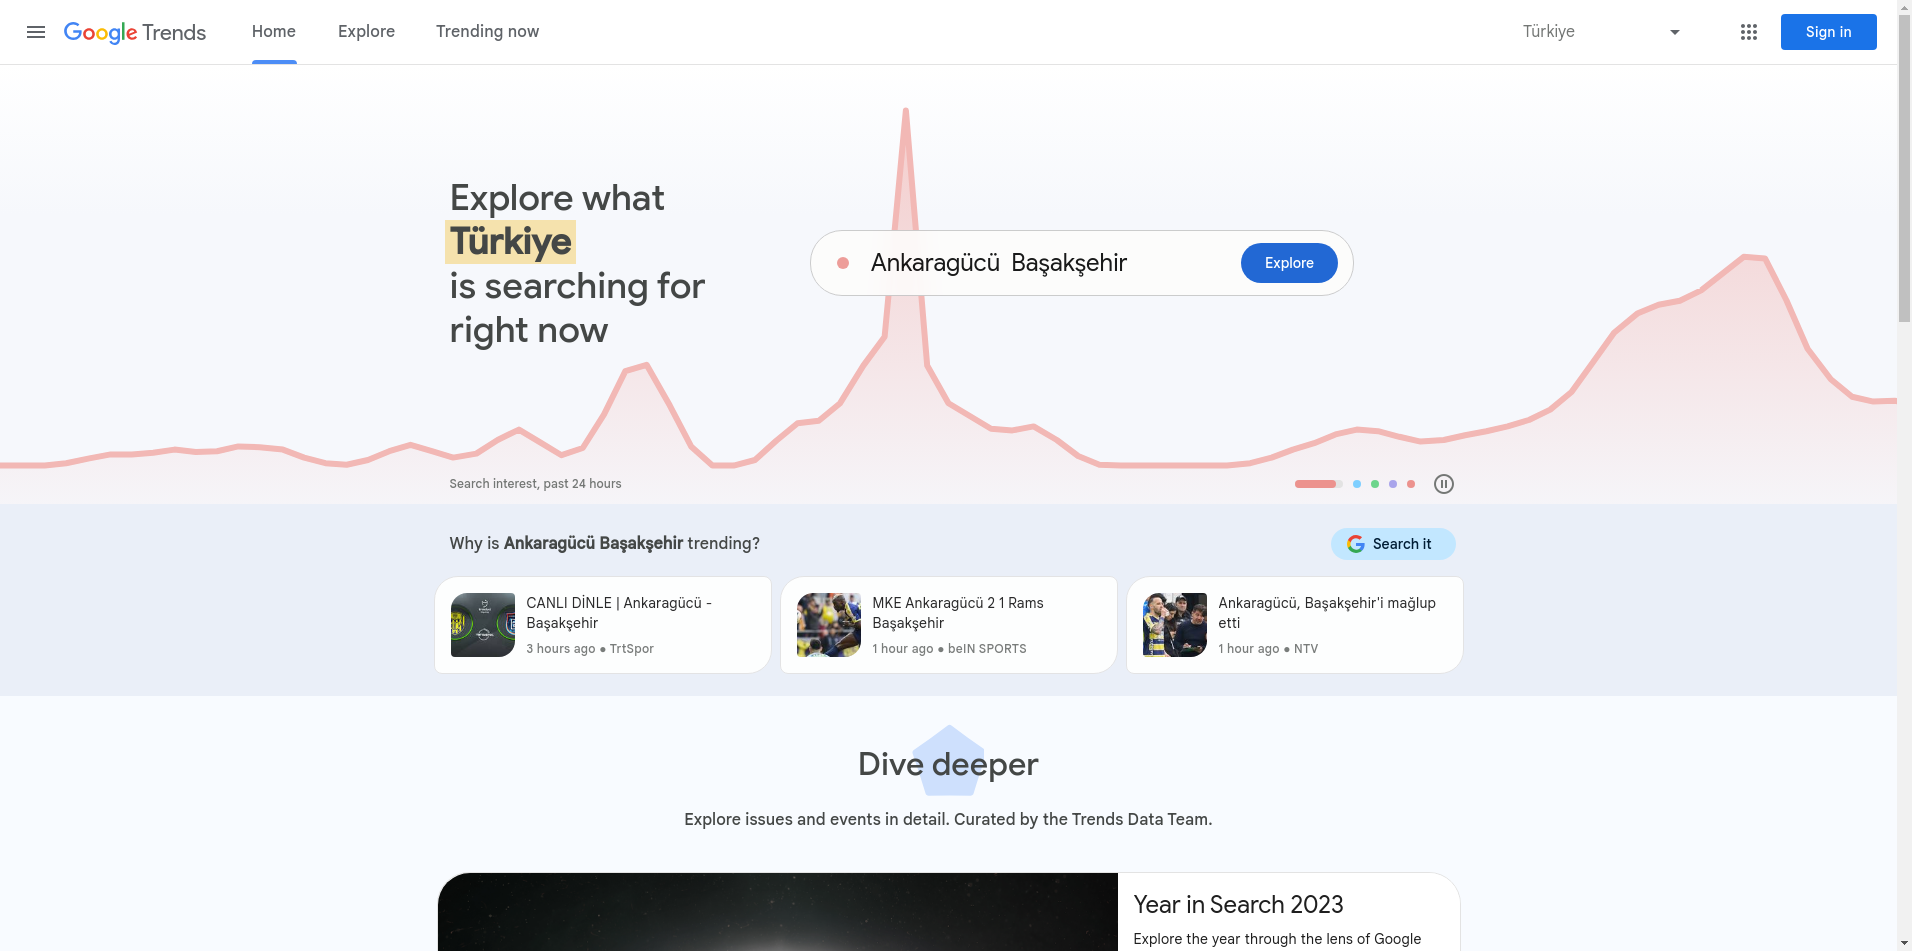 Google Trends
Home
Explore
Trending now
Türkiye
Sign in
Explore what
Türkiye
is searching for
right now
Ankaragücü Başakşehir
Explore
Search interest, past 24 hours
Why is Ankaragücü Başakşehir trending?
Search it
CANLI DİNLE | Ankaragücü -
Başakşehir
3 hours ago ● TrtSpor
MKE Ankaragücü 2 1 Rams
Başakşehir
1 hour ago ● beIN SPORTS
Ankaragücü, Başakşehir'i mağlup
etti
1 hour ago ● NTV
Dive deeper
Explore issues and events in detail. Curated by the Trends Data Team.
Year in Search 2023
Explore the year through the lens of Google